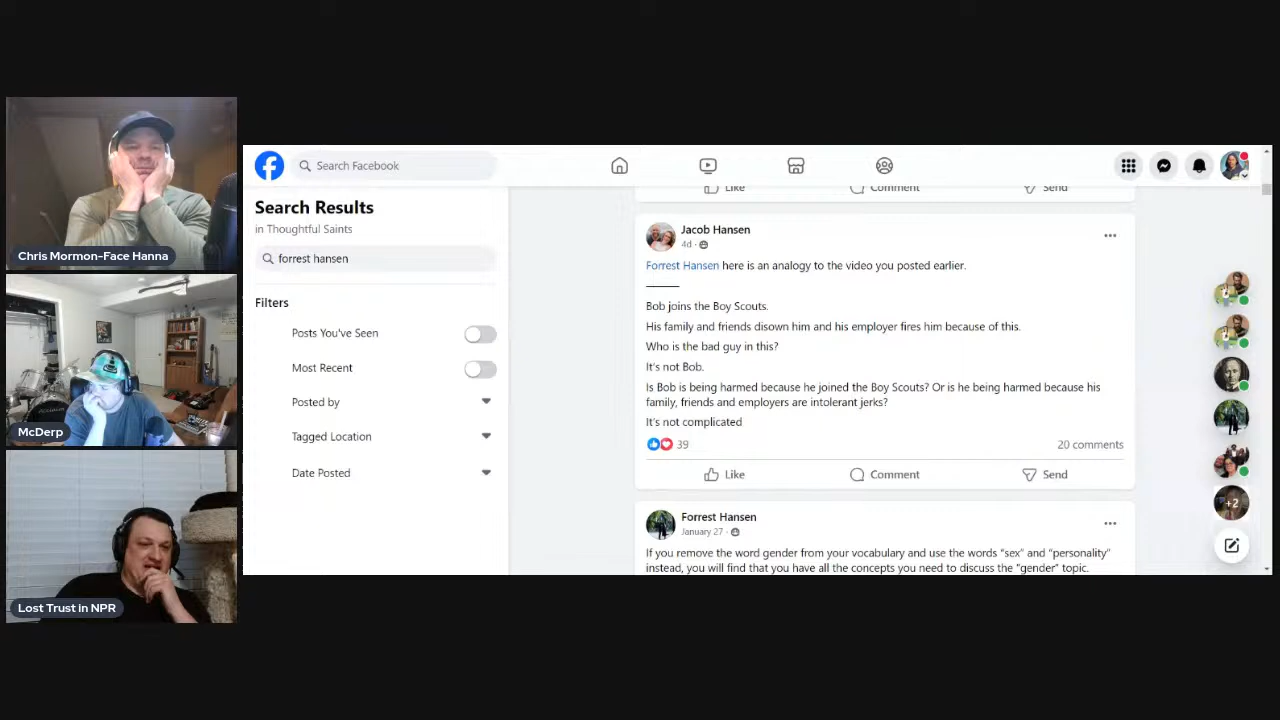 Chris Mormon-Face Hanna
McDerp
Lost Trust in NPR
Search Facebook
Search Results
in Thoughtful Saints
forrest hansen
Filters
Posts You've Seen
Most Recent
Posted by
Tagged Location
Date Posted
Like
Comment
Send
Jacob Hansen
4d ·
Forrest Hansen here is an analogy to the video you posted earlier.
Bob joins the Boy Scouts.
His family and friends disown him and his employer fires him because of this.
Who is the bad guy in this?
It's not Bob.
Is Bob is being harmed because he joined the Boy Scouts? Or is he being harmed because his
family, friends and employers are intolerant jerks?
It's not complicated
39
20 comments
Like
Comment
Send
Forrest Hansen
January 27 ·
If you remove the word gender from your vocabulary and use the words “sex” and “personality”
instead, you will find that you have all the concepts you need to discuss the “gender” topic.
+2